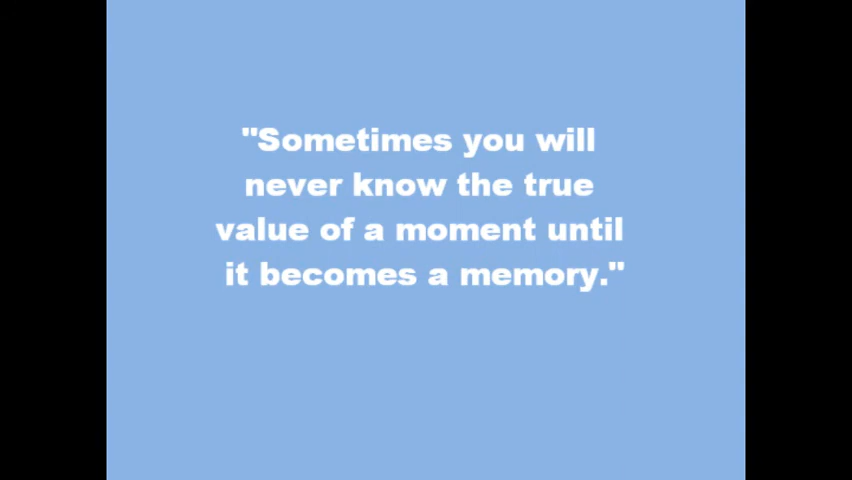 "Sometimes you will
never know the true
value of a moment until
it becomes a memory."